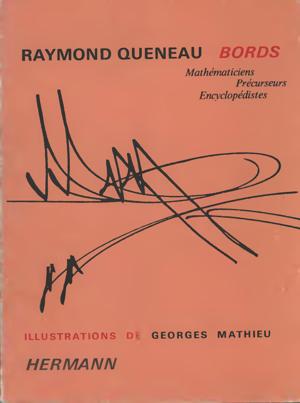 RAYMOND QUENEAU BORDS
Mathématiciens
Précurseurs
Encyclopédistes
ILLUSTRATIONS DE GEORGES MATHIEU
HERMANN